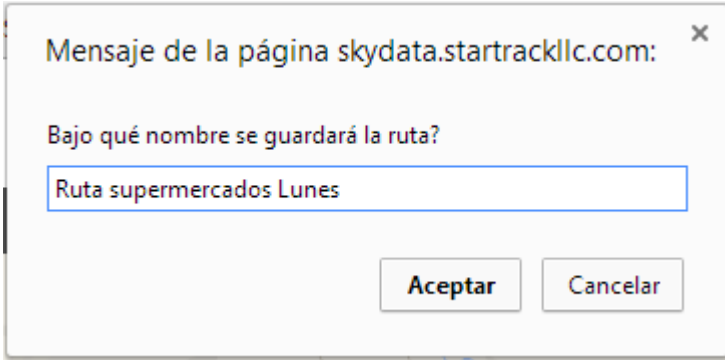 Mensaje de la página skydata.startrackllc.com:
Bajo qué nombre se guardará la ruta?
Ruta supermercados Lunes
Aceptar
Cancelar